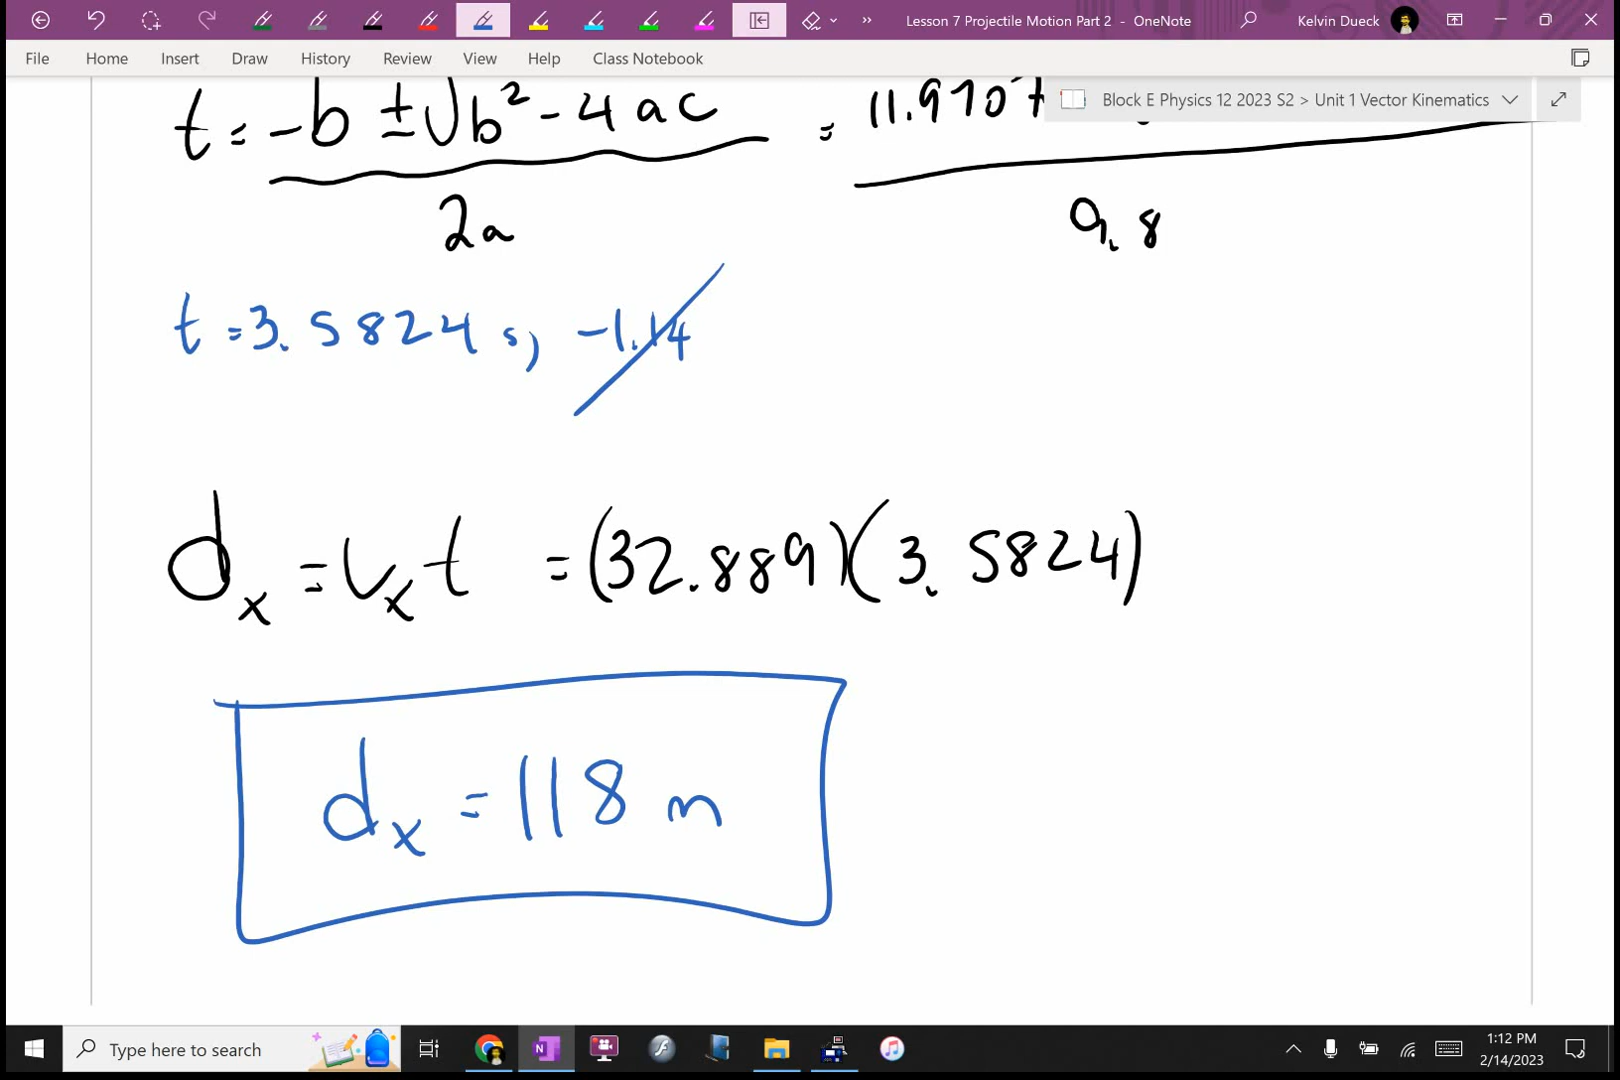 Lesson 7 Projectile Motion Part 2 - OneNote
Kelvin Dueck
File Home Insert Draw History Review View Help Class Notebook
Block E Physics 12 2023 S2 > Unit 1 Vector Kinematics
t = -b ± √b² - 4ac
2a
= 11.970
9.8
t = 3.5824 s, -1.14
dx = vx t = (32.889)(3.5824)
dx = 118 m
Type here to search
1:12 PM
2/14/2023